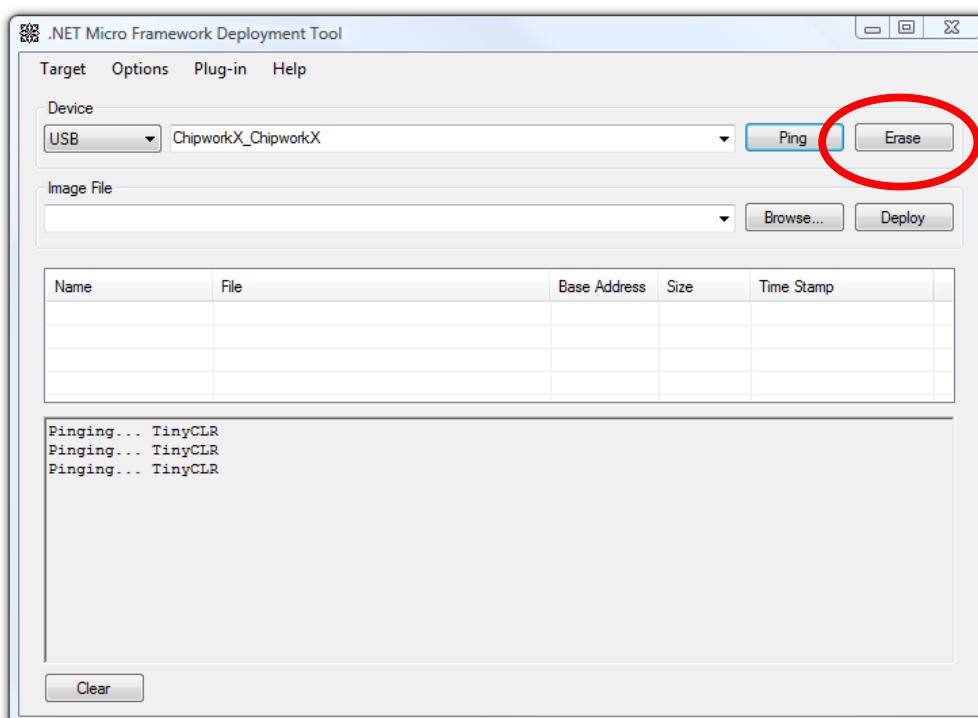 .NET Micro Framework Deployment Tool
Target Options Plug-in Help
Device
USB ChipworkX_ChipworkX Ping Erase
Image File
Browse... Deploy
Name File Base Address Size Time Stamp
Pinging... TinyCLR
Pinging... TinyCLR
Pinging... TinyCLR
Clear